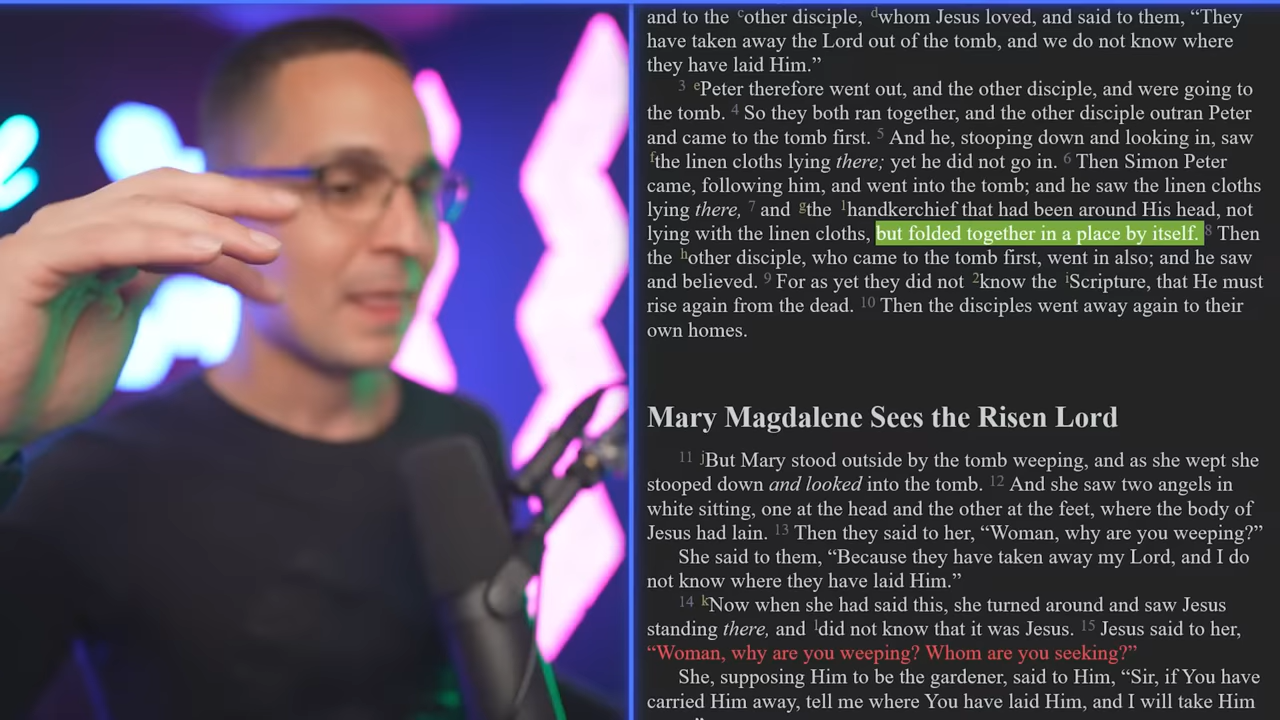 and to the cother disciple, dwhom Jesus loved, and said to them, “They
have taken away the Lord out of the tomb, and we do not know where
they have laid Him.”
3 ePeter therefore went out, and the other disciple, and were going to
the tomb. 4 So they both ran together, and the other disciple outran Peter
and came to the tomb first. 5 And he, stooping down and looking in, saw
fthe linen cloths lying there; yet he did not go in. 6 Then Simon Peter
came, following him, and went into the tomb; and he saw the linen cloths
lying there, 7 and gthe 1handkerchief that had been around His head, not
lying with the linen cloths, but folded together in a place by itself. 8 Then
the hother disciple, who came to the tomb first, went in also; and he saw
and believed. 9 For as yet they did not 2know the iScripture, that He must
rise again from the dead. 10 Then the disciples went away again to their
own homes.
Mary Magdalene Sees the Risen Lord
11 jBut Mary stood outside by the tomb weeping, and as she wept she
stooped down and looked into the tomb. 12 And she saw two angels in
white sitting, one at the head and the other at the feet, where the body of
Jesus had lain. 13 Then they said to her, “Woman, why are you weeping?”
She said to them, “Because they have taken away my Lord, and I do
not know where they have laid Him.”
14 kNow when she had said this, she turned around and saw Jesus
standing there, and ldid not know that it was Jesus. 15 Jesus said to her,
“Woman, why are you weeping? Whom are you seeking?”
She, supposing Him to be the gardener, said to Him, “Sir, if You have
carried Him away, tell me where You have laid Him, and I will take Him